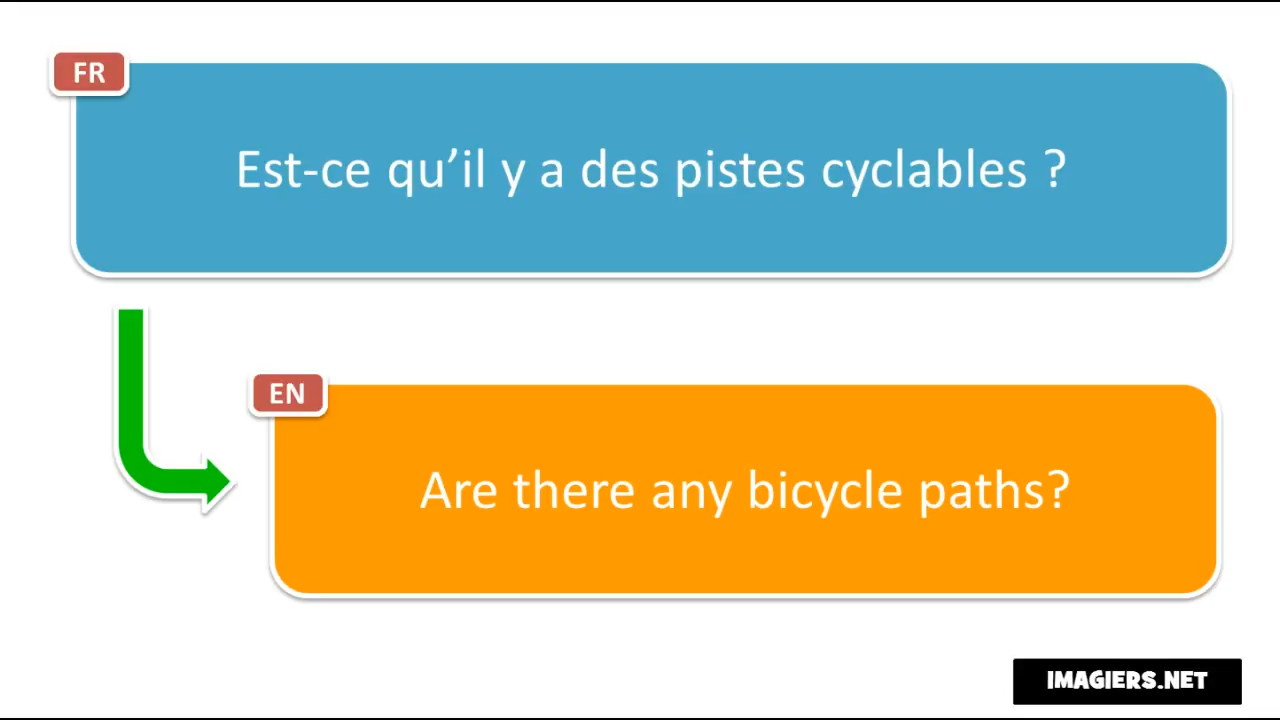 FR
Est-ce qu’il y a des pistes cyclables ?
EN
Are there any bicycle paths?
IMAGIERS.NET